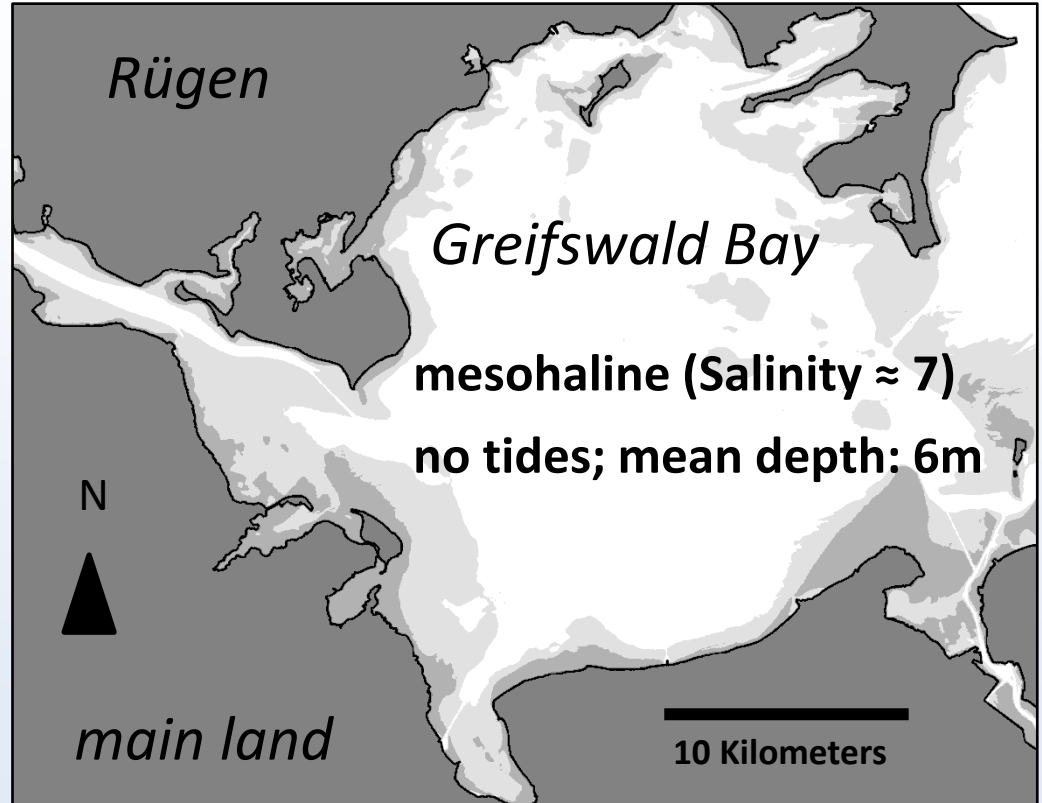 Rügen
Greifswald Bay
mesohaline (Salinity ≈ 7)
no tides; mean depth: 6m
N
main land
10 Kilometers